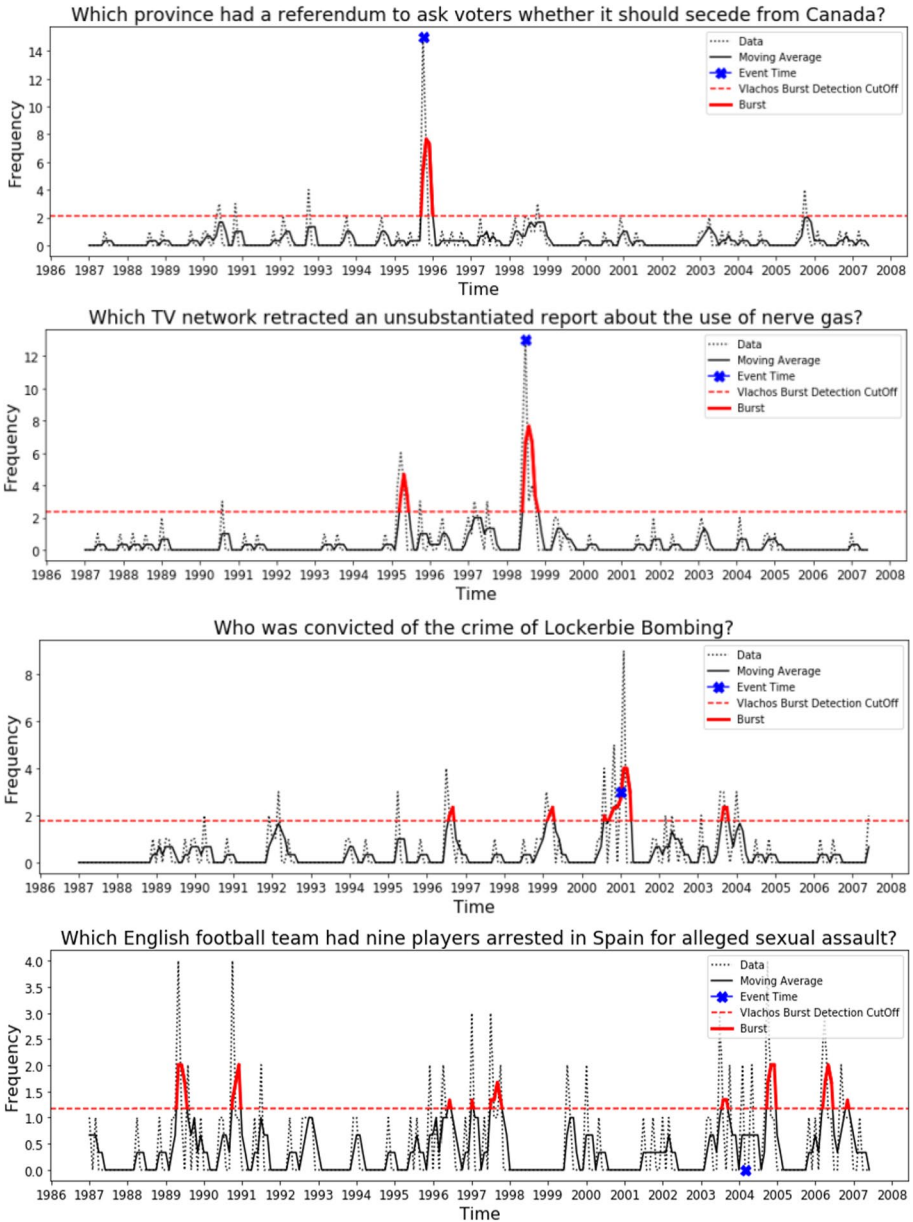 Which province had a referendum to ask voters whether it should secede from Canada?
Data
Moving Average
Event Time
Vlachos Burst Detection CutOff
Burst
Frequency
14
12
10
8
6
4
2
0
1986 1987 1988 1989 1990 1991 1992 1993 1994 1995 1996 1997 1998 1999 2000 2001 2002 2003 2004 2005 2006 2007 2008
Time
Which TV network retracted an unsubstantiated report about the use of nerve gas?
Data
Moving Average
Event Time
Vlachos Burst Detection CutOff
Burst
Frequency
12
10
8
6
4
2
0
1986 1987 1988 1989 1990 1991 1992 1993 1994 1995 1996 1997 1998 1999 2000 2001 2002 2003 2004 2005 2006 2007 2008
Time
Who was convicted of the crime of Lockerbie Bombing?
Data
Moving Average
Event Time
Vlachos Burst Detection CutOff
Burst
Frequency
8
6
4
2
0
1986 1987 1988 1989 1990 1991 1992 1993 1994 1995 1996 1997 1998 1999 2000 2001 2002 2003 2004 2005 2006 2007 2008
Time
Which English football team had nine players arrested in Spain for alleged sexual assault?
Data
Moving Average
Event Time
Vlachos Burst Detection CutOff
Burst
Frequency
4.0
3.5
3.0
2.5
2.0
1.5
1.0
0.5
0.0
1986 1987 1988 1989 1990 1991 1992 1993 1994 1995 1996 1997 1998 1999 2000 2001 2002 2003 2004 2005 2006 2007 2008
Time